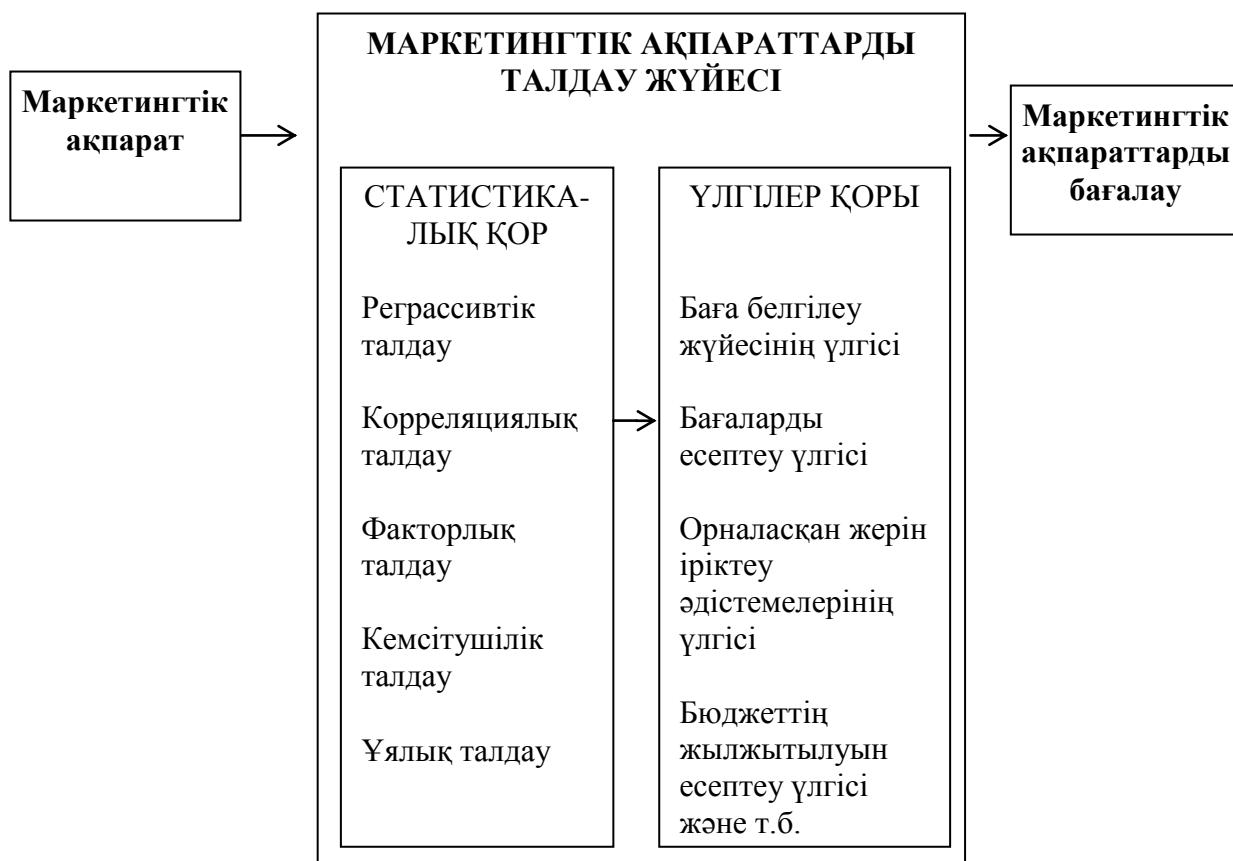 МАРКЕТИНГТІК АҚПАРАТТАРДЫ
ТАЛДАУ ЖҮЙЕСІ
Маркетингтік
ақпарат
СТАТИСТИКА-
ЛЫҚ ҚОР
Реграссивтік
талдау
Корреляциялық
талдау
Факторлық
талдау
Кемсітушілік
талдау
Ұялық талдау
ҮЛГІЛЕР ҚОРЫ
Баға белгілеу
жүйесінің үлгісі
Бағаларды
есептеу үлгісі
Орналасқан жерін
іріктеу
әдістемелерінің
үлгісі
Бюджеттің
жылжытылуын
есептеу үлгісі
және т.б.
Маркетингтік
ақпараттарды
бағалау